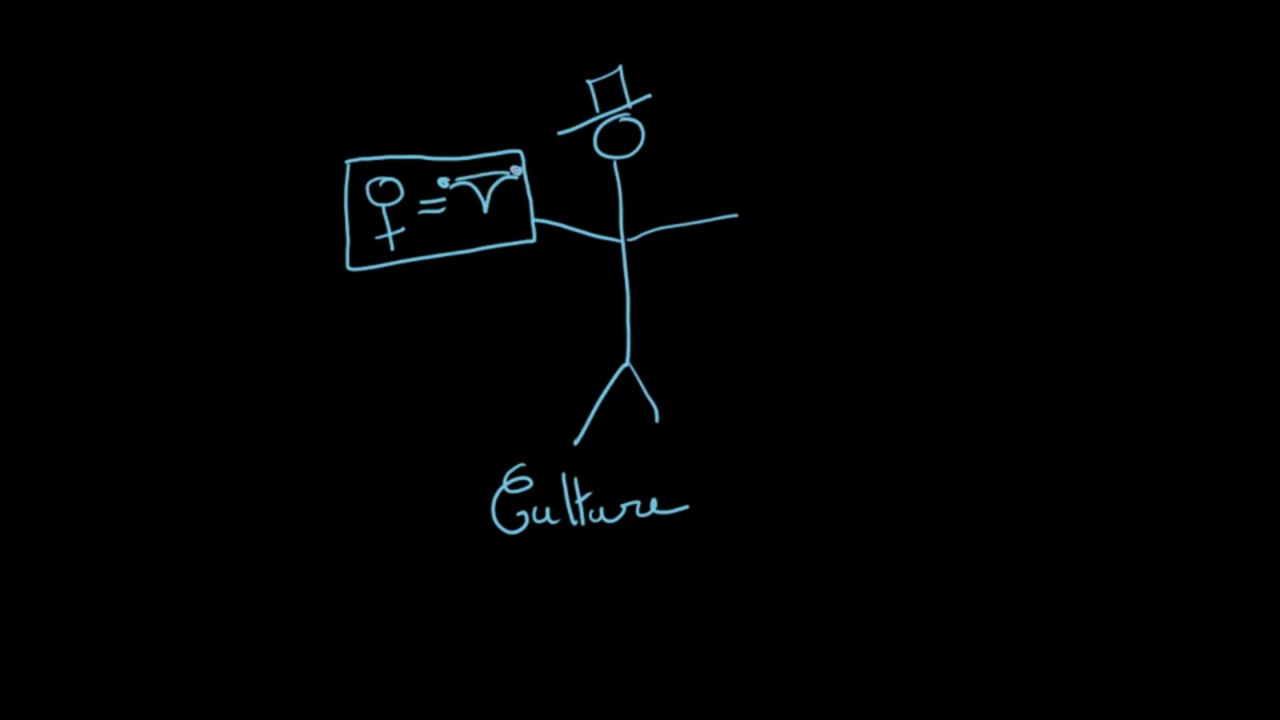 ♀ =
Culture